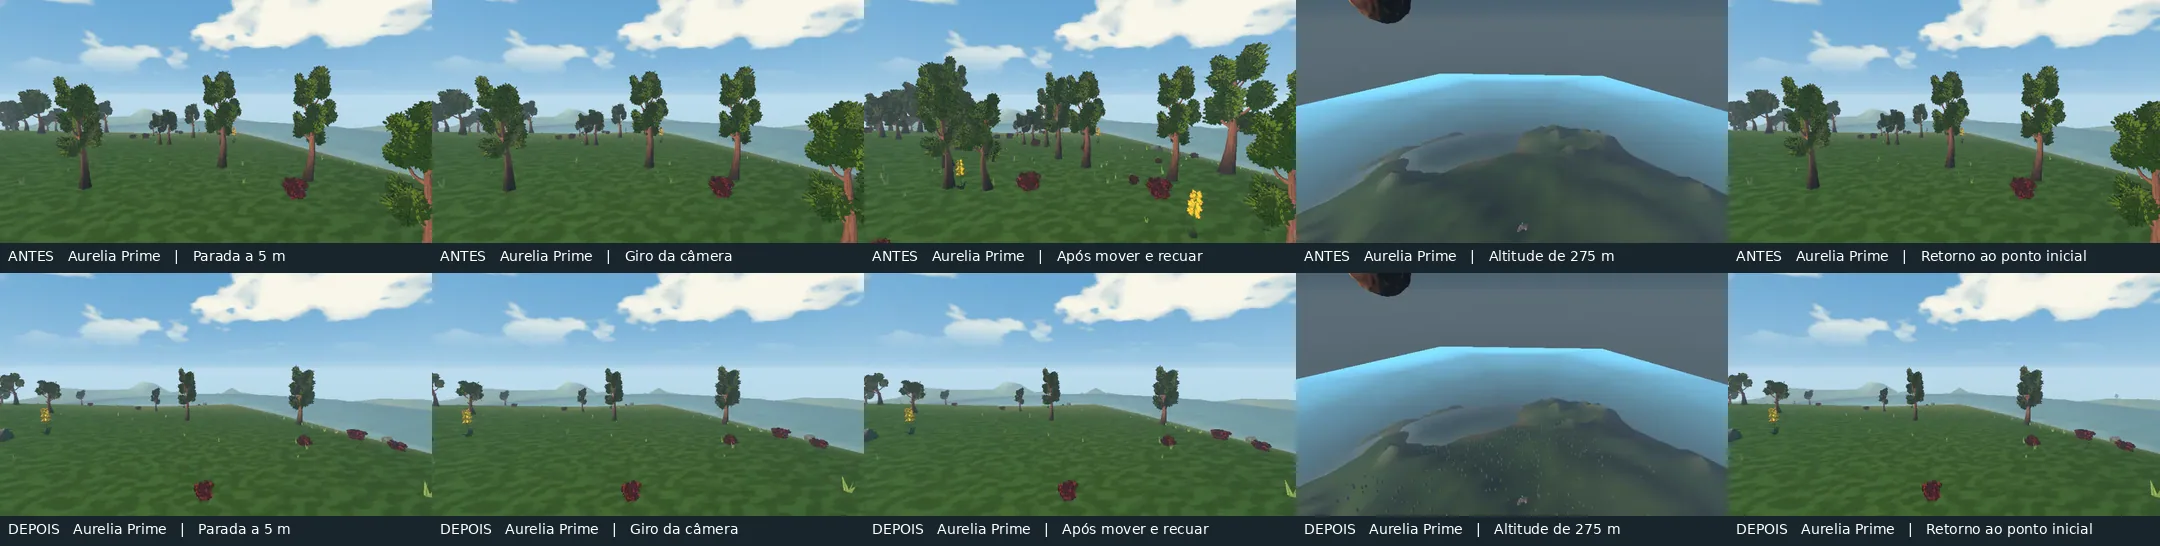 ANTES Aurelia Prime | Parada a 5 m
ANTES Aurelia Prime | Giro da câmera
ANTES Aurelia Prime | Após mover e recuar
ANTES Aurelia Prime | Altitude de 275 m
ANTES Aurelia Prime | Retorno ao ponto inicial
DEPOIS Aurelia Prime | Parada a 5 m
DEPOIS Aurelia Prime | Giro da câmera
DEPOIS Aurelia Prime | Após mover e recuar
DEPOIS Aurelia Prime | Altitude de 275 m
DEPOIS Aurelia Prime | Retorno ao ponto inicial